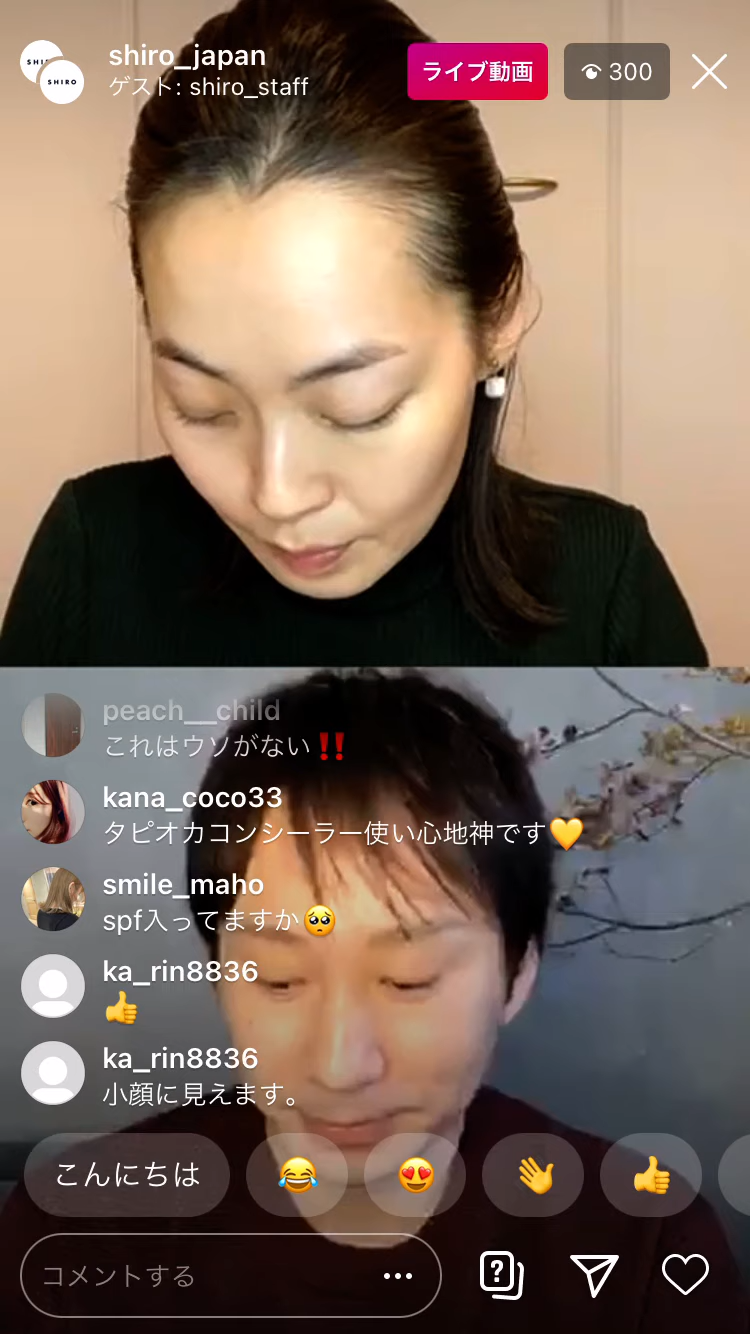 SHIRO
shiro_japan
ゲスト: shiro_staff
ライブ動画
300
peach__child
これはウソがない‼️
kana_coco33
タピオカコンシーラー使い心地神です💛
smile_maho
spf入ってますか🥺
ka_rin8836
👍
ka_rin8836
小顔に見えます。
こんにちは 😂 😍 👋 👍
コメントする